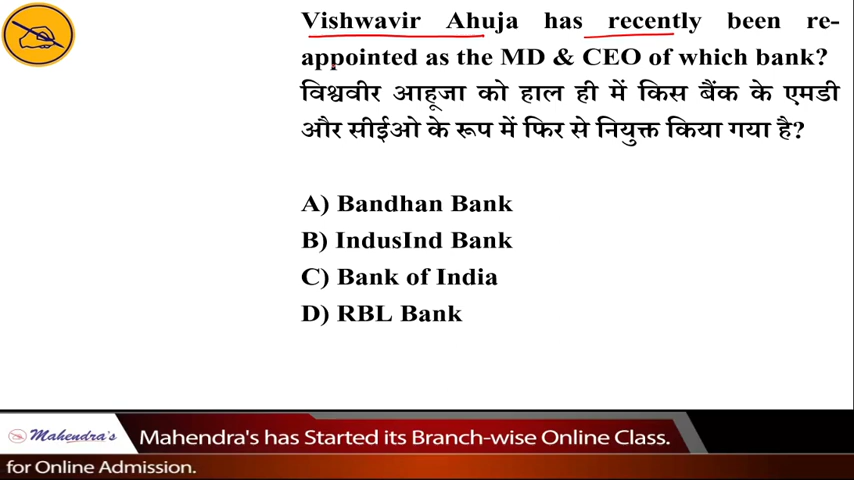 Vishwavir Ahuja has recently been re-
appointed as the MD & CEO of which bank?
विश्ववीर आहूजा को हाल ही में किस बैंक के एमडी
और सीईओ के रूप में फिर से नियुक्त किया गया है?
A) Bandhan Bank
B) IndusInd Bank
C) Bank of India
D) RBL Bank
Mahendra's
Mahendra's has Started its Branch-wise Online Class.
for Online Admission.